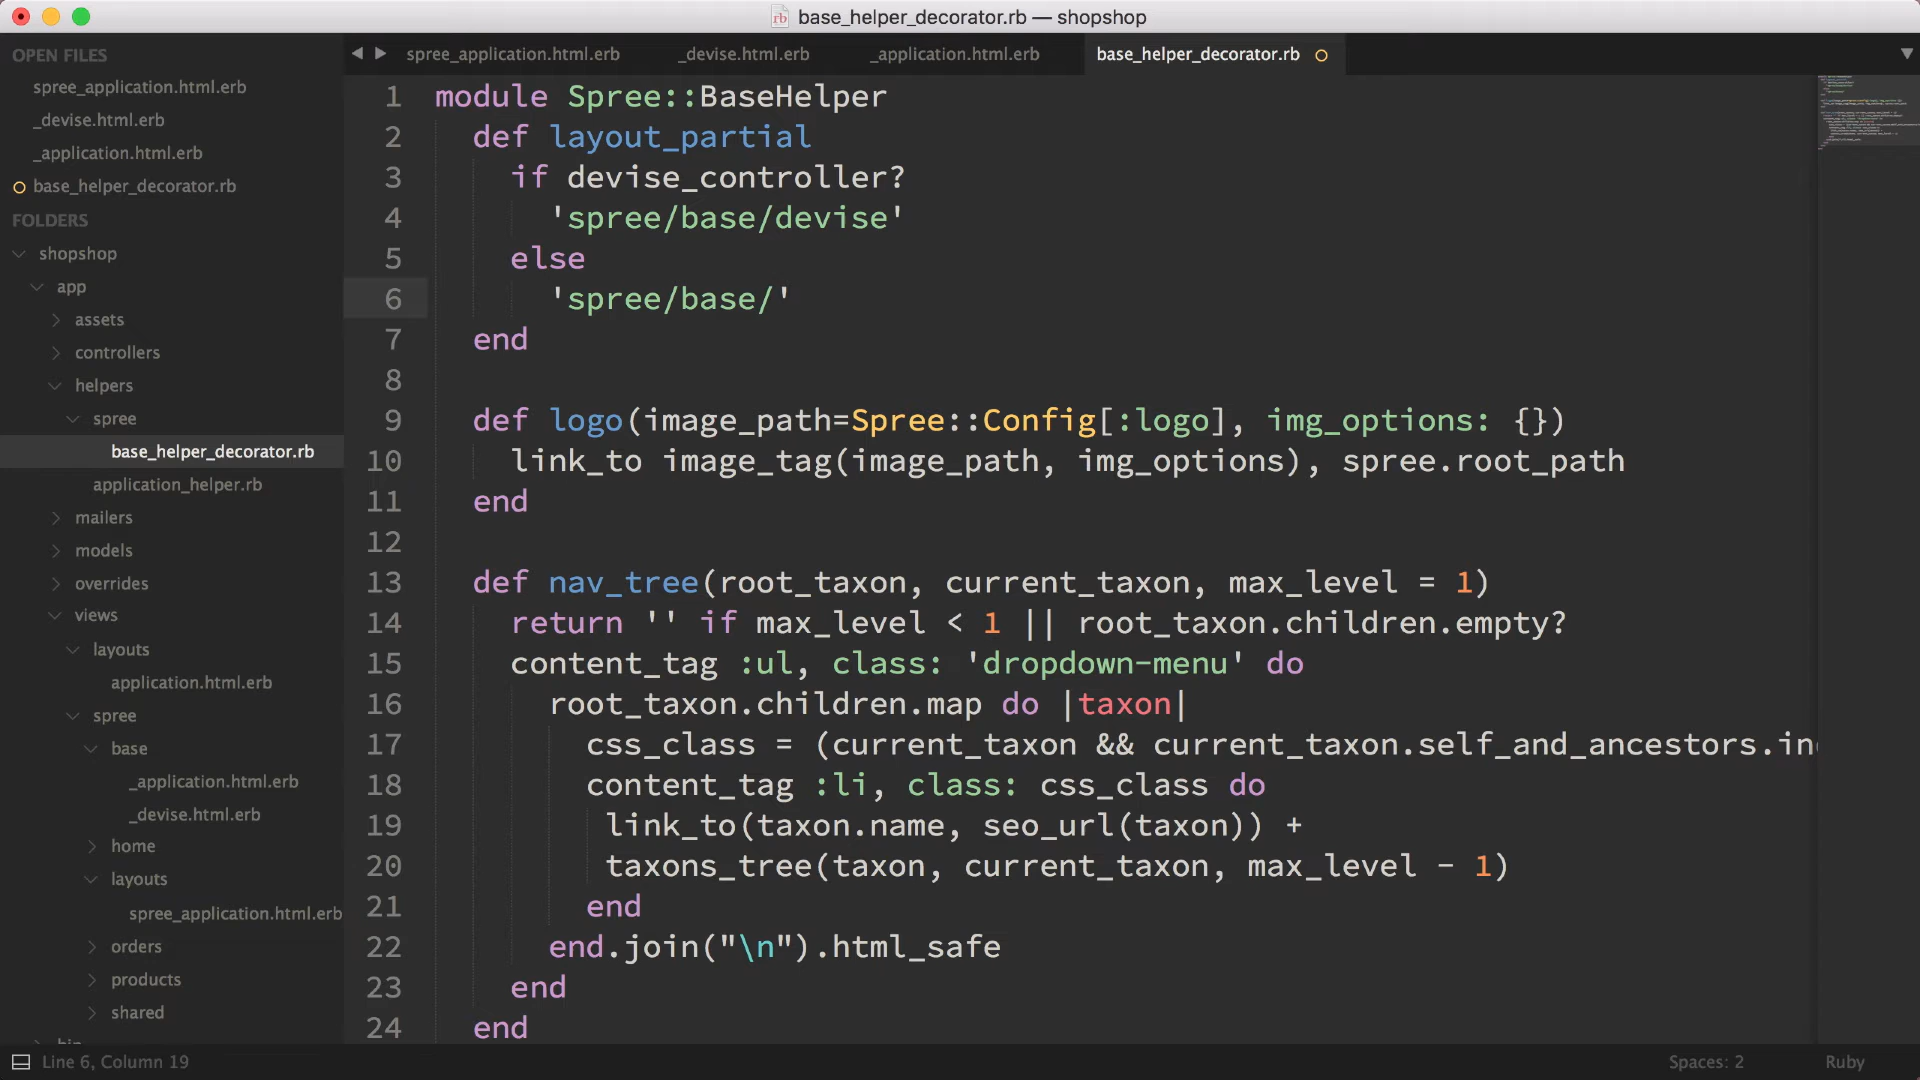 base_helper_decorator.rb — shopshop
OPEN FILES
spree_application.html.erb
_devise.html.erb
_application.html.erb
base_helper_decorator.rb
FOLDERS
shopshop
app
assets
controllers
helpers
spree
base_helper_decorator.rb
application_helper.rb
mailers
models
overrides
views
layouts
application.html.erb
spree
base
_application.html.erb
_devise.html.erb
home
layouts
spree_application.html.erb
orders
products
shared
bin
spree_application.html.erb _devise.html.erb _application.html.erb base_helper_decorator.rb
1 module Spree::BaseHelper
2 def layout_partial
3 if devise_controller?
4 'spree/base/devise'
5 else
6 'spree/base/'
7 end
8
9 def logo(image_path=Spree::Config[:logo], img_options: {})
10 link_to image_tag(image_path, img_options), spree.root_path
11 end
12
13 def nav_tree(root_taxon, current_taxon, max_level = 1)
14 return '' if max_level < 1 || root_taxon.children.empty?
15 content_tag :ul, class: 'dropdown-menu' do
16 root_taxon.children.map do |taxon|
17 css_class = (current_taxon && current_taxon.self_and_ancestors.in
18 content_tag :li, class: css_class do
19 link_to(taxon.name, seo_url(taxon)) +
20 taxons_tree(taxon, current_taxon, max_level - 1)
21 end
22 end.join("\n").html_safe
23 end
24 end
Line 6, Column 19
Spaces: 2
Ruby